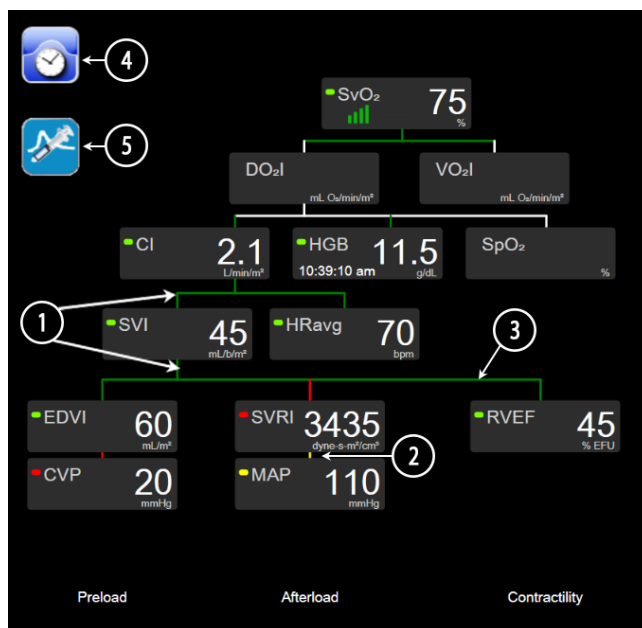 4
SvO₂ 75
%
5
DO₂I VO₂I
mL O₂/min/m² mL O₂/min/m²
CI 2.1 HGB 11.5 SpO₂
L/min/m² 10:39:10 am g/dL %
1
SVI 45 HRavg 70 3
mL/b/m² bpm
EDVI 60 SVRI 3435 RVEF 45
mL/m² dyne-s-m²/cm⁵ % EFU
2
CVP 20 MAP 110
mmHg mmHg
Preload Afterload Contractility